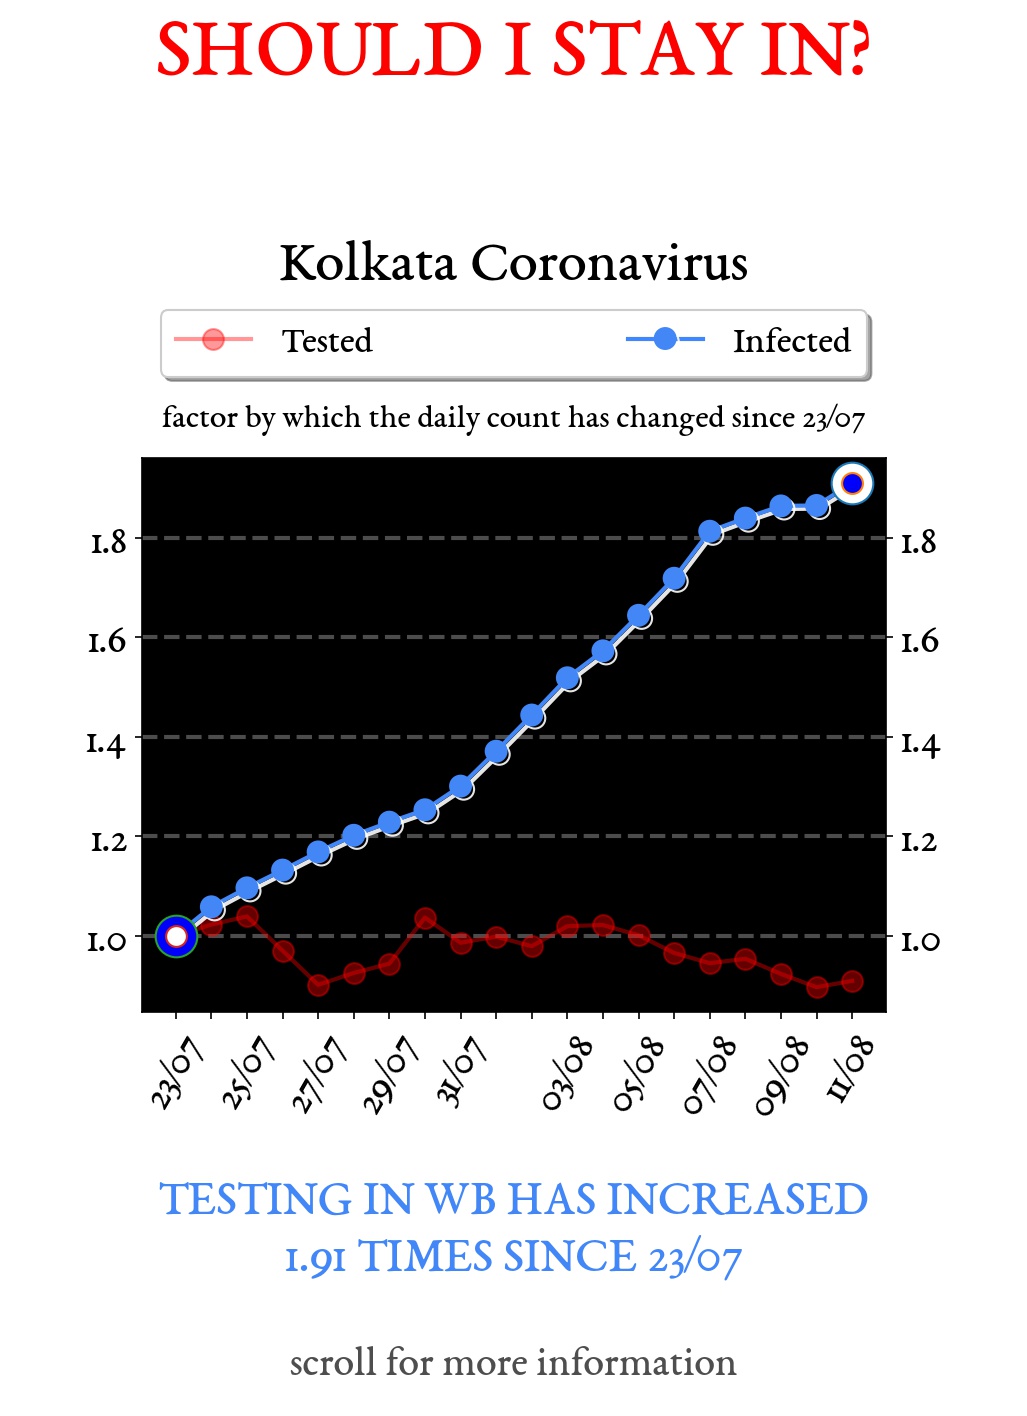 SHOULD I STAY IN?
Kolkata Coronavirus
Tested Infected
factor by which the daily count has changed since 23/07
1.8 1.8
1.6 1.6
1.4 1.4
1.2 1.2
1.0 1.0
23/07 25/07 27/07 29/07 31/07 03/08 05/08 07/08 09/08 11/08
TESTING IN WB HAS INCREASED
1.91 TIMES SINCE 23/07
scroll for more information